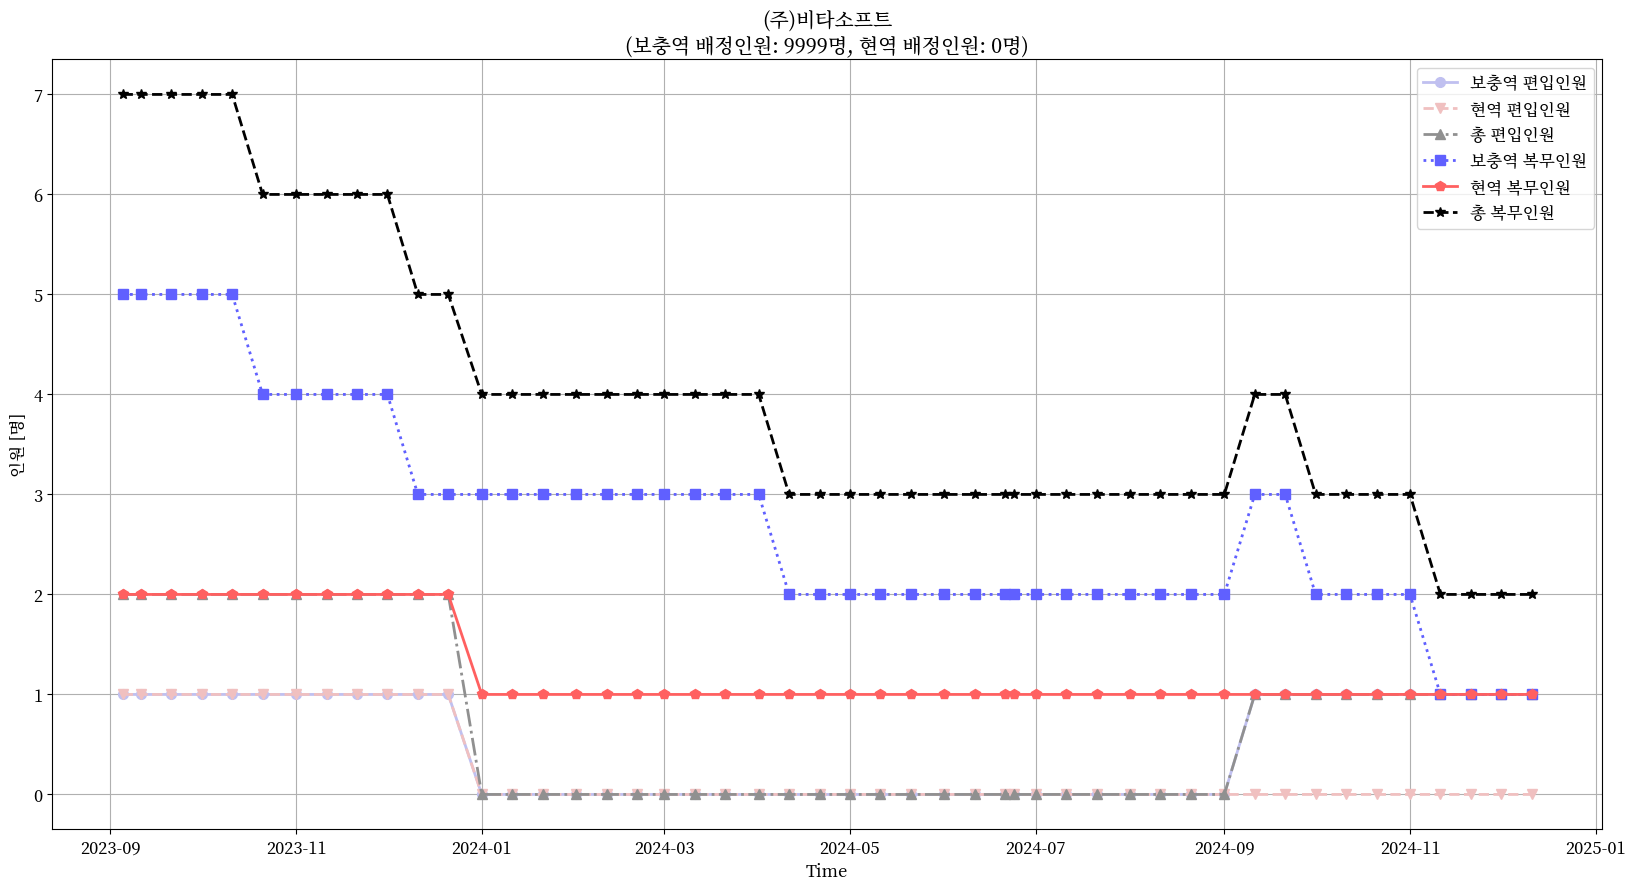 (주)비타소프트
(보충역 배정인원: 9999명, 현역 배정인원: 0명)
보충역 편입인원
현역 편입인원
총 편입인원
보충역 복무인원
현역 복무인원
총 복무인원
인원 [명]
7
6
5
4
3
2
1
0
2023-09
2023-11
2024-01
2024-03
2024-05
2024-07
2024-09
2024-11
2025-01
Time